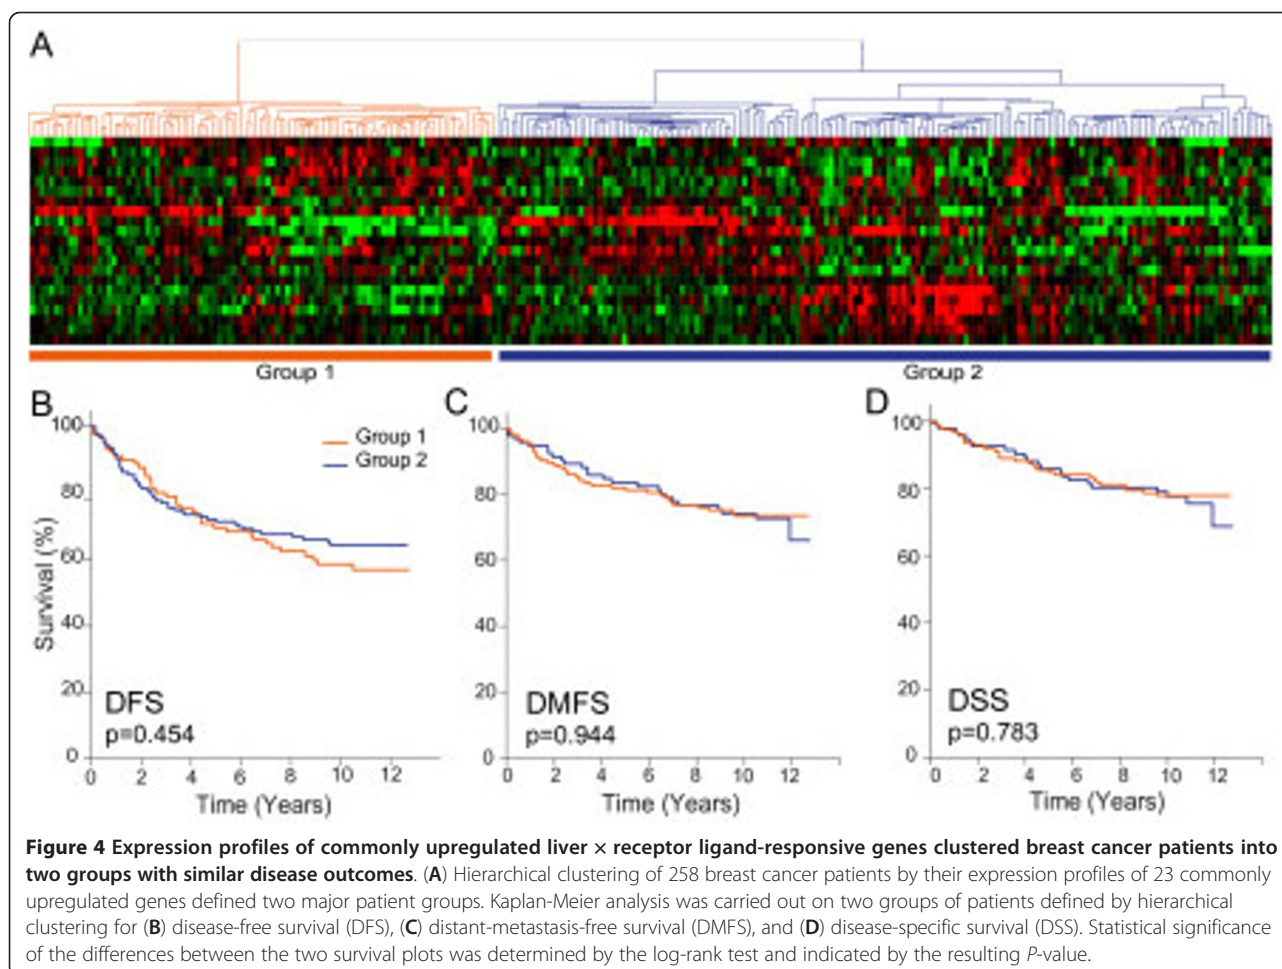 A
Group 1
Group 2
B
C
D
Survival (%)
100
80
60
40
20
0
Group 1
Group 2
DFS
p=0.454
0 2 4 6 8 10 12
Time (Years)
100
80
60
40
20
0
DMFS
p=0.944
0 2 4 6 8 10 12
Time (Years)
100
80
60
40
20
0
DSS
p=0.783
0 2 4 6 8 10 12
Time (Years)
Figure 4 Expression profiles of commonly upregulated liver × receptor ligand-responsive genes clustered breast cancer patients into
two groups with similar disease outcomes. (A) Hierarchical clustering of 258 breast cancer patients by their expression profiles of 23 commonly
upregulated genes defined two major patient groups. Kaplan-Meier analysis was carried out on two groups of patients defined by hierarchical
clustering for (B) disease-free survival (DFS), (C) distant-metastasis-free survival (DMFS), and (D) disease-specific survival (DSS). Statistical significance
of the differences between the two survival plots was determined by the log-rank test and indicated by the resulting P-value.